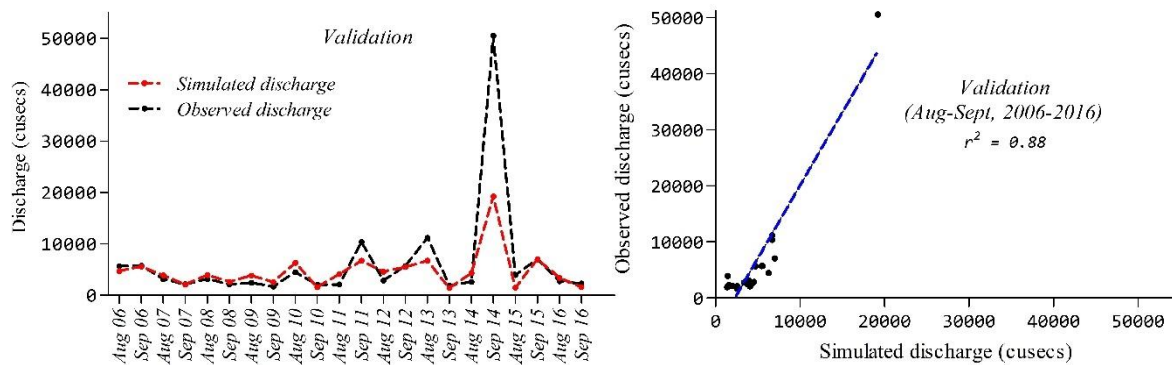 Validation
Discharge (cusecs)
50000
40000
30000
20000
10000
0
Simulated discharge
Observed discharge
Aug 06
Sep 06
Aug 07
Sep 07
Aug 08
Sep 08
Aug 09
Sep 09
Aug 10
Sep 10
Aug 11
Sep 11
Aug 12
Sep 12
Aug 13
Sep 13
Aug 14
Sep 14
Aug 15
Sep 15
Aug 16
Sep 16
Observed discharge (cusecs)
50000
40000
30000
20000
10000
0
Validation
(Aug-Sept, 2006-2016)
r² = 0.88
0 10000 20000 30000 40000 50000
Simulated discharge (cusecs)